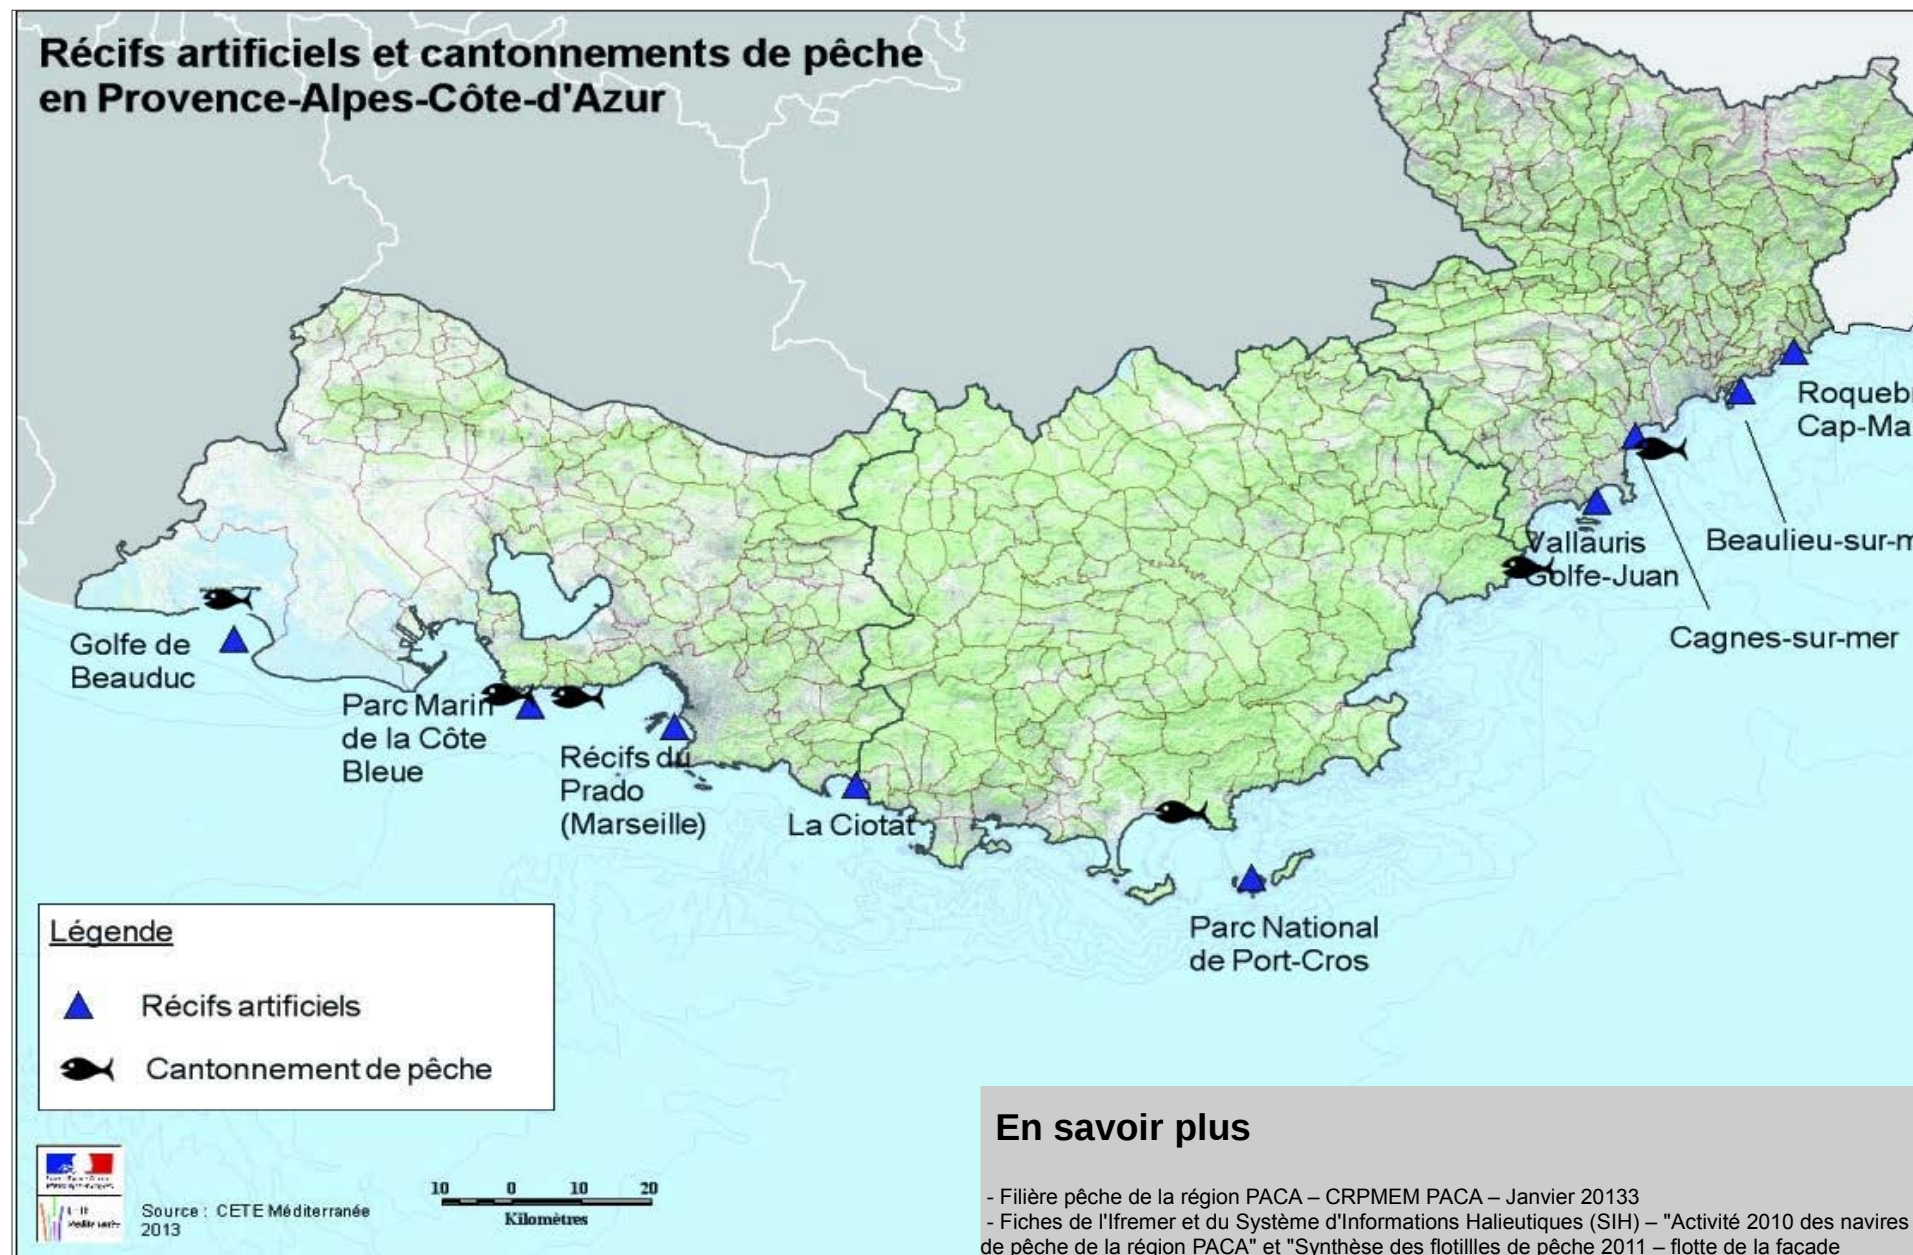 Récifs artificiels et cantonnements de pêche
en Provence-Alpes-Côte-d'Azur
Roquebr
Cap-Ma
Vallauris
Golfe-Juan
Beaulieu-sur-m
Cagnes-sur-mer
Golfe de
Beauduc
Parc Marin
de la Côte
Bleue
Récifs du
Prado
(Marseille)
La Ciotat
Parc National
de Port-Cros
Légende
Récifs artificiels
Cantonnement de pêche
Source : CETE Méditerranée
2013
10 0 10 20
Kilomètres
En savoir plus
- Filière pêche de la région PACA – CRPMEM PACA – Janvier 20133
- Fiches de l'Ifremer et du Système d'Informations Halieutiques (SIH) – "Activité 2010 des navires
de pêche de la région PACA" et "Synthèse des flotillles de pêche 2011 – flotte de la façade